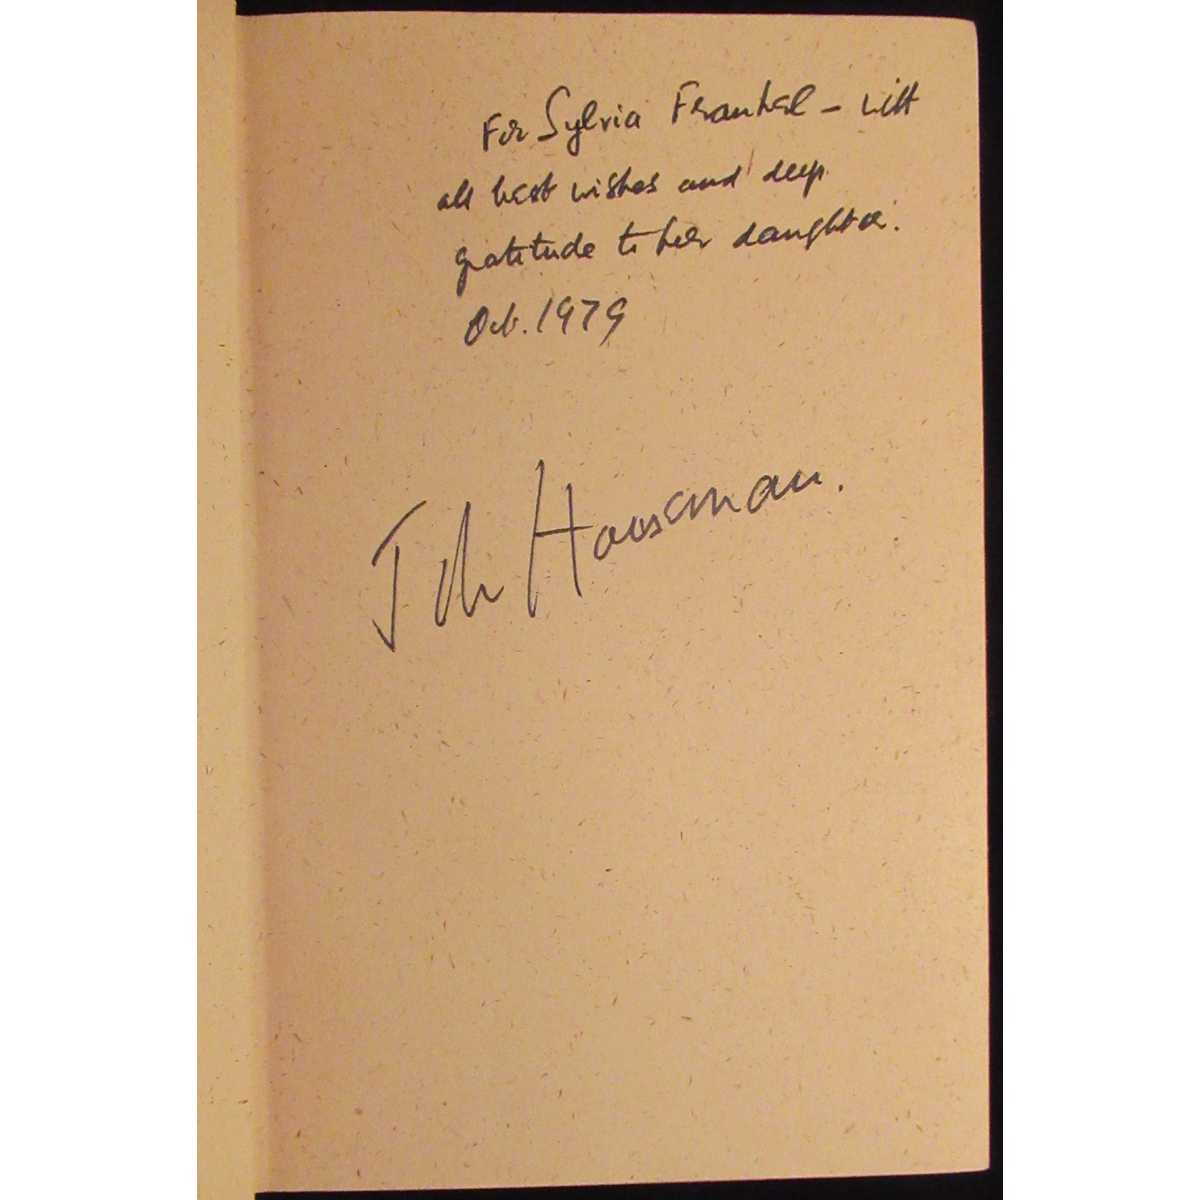 For Sylvia Frankel – with
all best wishes and deep
gratitude to her daughter.
Oct. 1979
John Houseman.